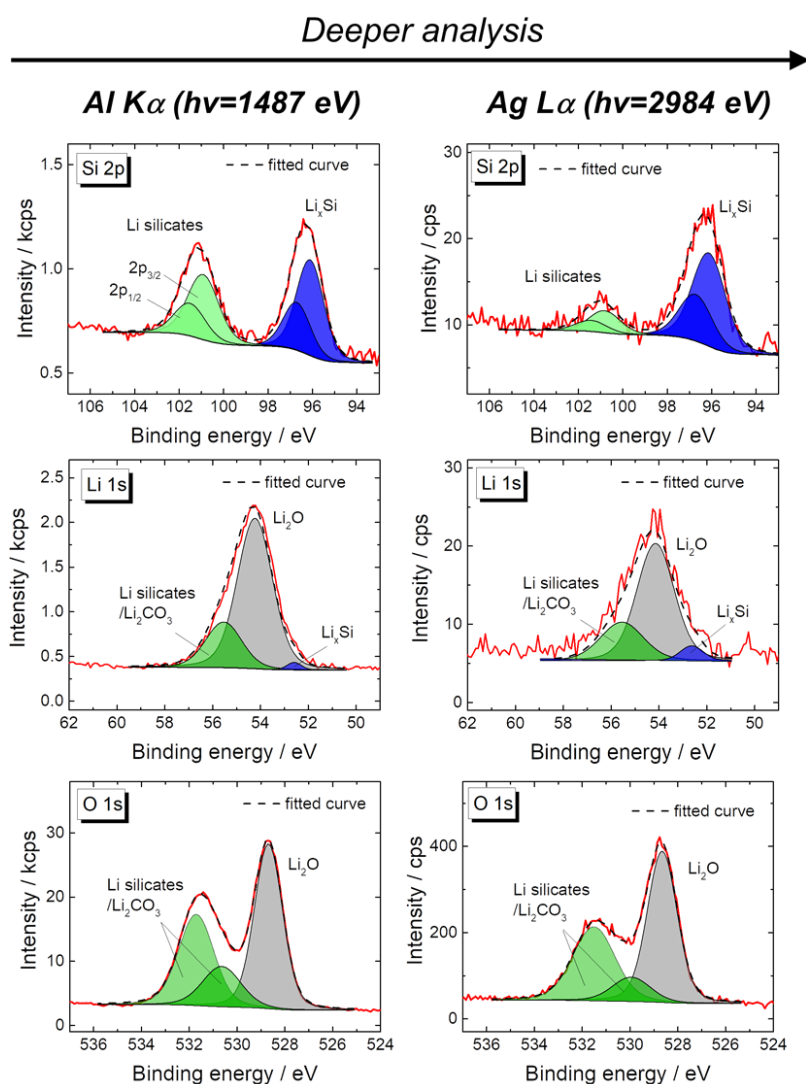 Deeper analysis
Al Kα (hν=1487 eV)
Ag Lα (hν=2984 eV)
Si 2p
fitted curve
Li silicates
LixSi
2p3/2
2p1/2
1.5
1.0
0.5
Intensity / kcps
106 104 102 100 98 96 94
Binding energy / eV
Si 2p
fitted curve
LixSi
Li silicates
30
20
10
Intensity / cps
106 104 102 100 98 96 94
Binding energy / eV
Li 1s
fitted curve
Li2O
Li silicates
/Li2CO3
LixSi
2.5
2.0
1.5
1.0
0.5
0.0
Intensity / kcps
62 60 58 56 54 52 50
Binding energy / eV
Li 1s
fitted curve
Li2O
Li silicates
/Li2CO3
LixSi
30
20
10
0
Intensity / cps
62 60 58 56 54 52 50
Binding energy / eV
O 1s
fitted curve
Li2O
Li silicates
/Li2CO3
30
20
10
0
Intensity / kcps
536 534 532 530 528 526 524
Binding energy / eV
O 1s
fitted curve
Li2O
Li silicates
/Li2CO3
400
200
0
Intensity / cps
536 534 532 530 528 526 524
Binding energy / eV